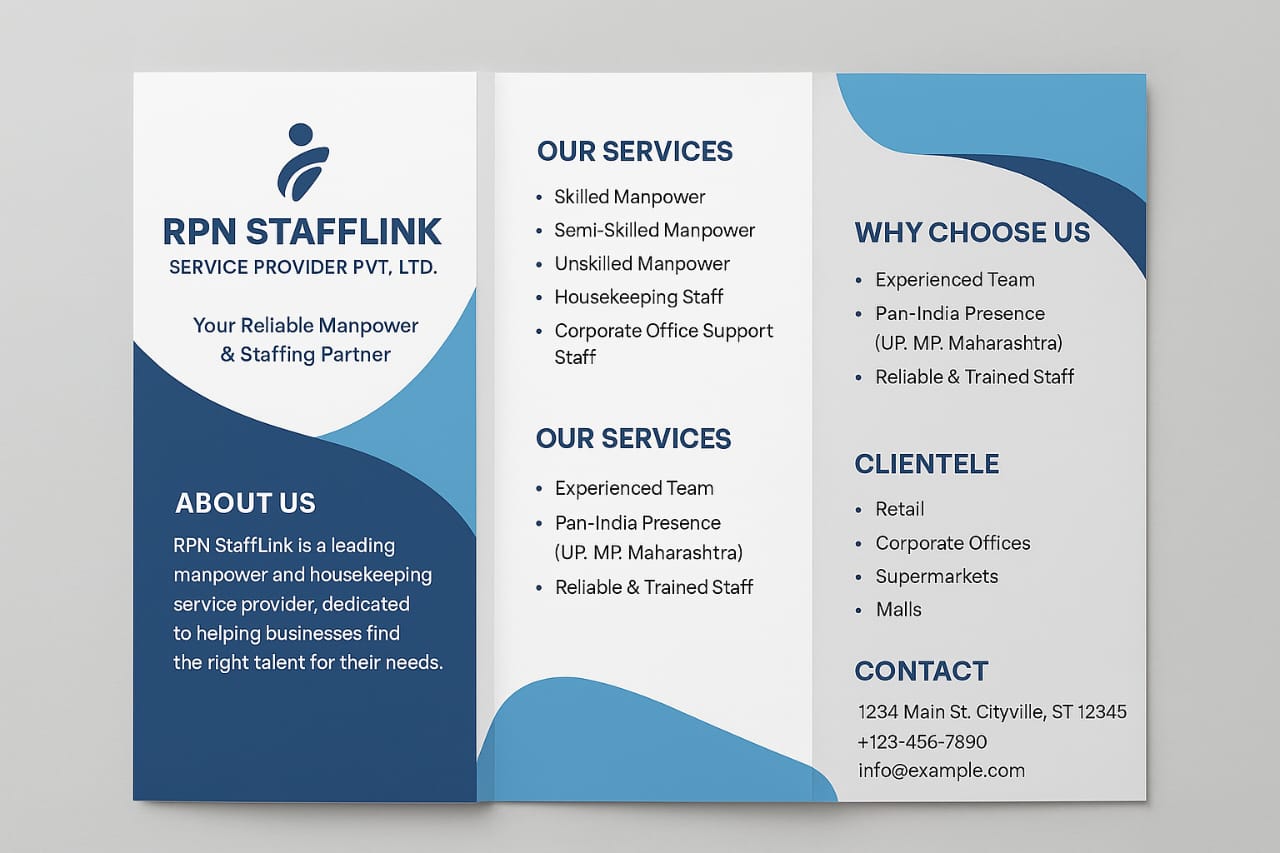 RPN STAFFLINK
SERVICE PROVIDER PVT, LTD.
Your Reliable Manpower
& Staffing Partner
ABOUT US
RPN StaffLink is a leading
manpower and housekeeping
service provider, dedicated
to helping businesses find
the right talent for their needs.
OUR SERVICES
• Skilled Manpower
• Semi-Skilled Manpower
• Unskilled Manpower
• Housekeeping Staff
• Corporate Office Support
Staff
OUR SERVICES
• Experienced Team
• Pan-India Presence
(UP. MP. Maharashtra)
• Reliable & Trained Staff
WHY CHOOSE US
• Experienced Team
• Pan-India Presence
(UP. MP. Maharashtra)
• Reliable & Trained Staff
CLIENTELE
• Retail
• Corporate Offices
• Supermarkets
• Malls
CONTACT
1234 Main St. Cityville, ST 12345
+123-456-7890
info@example.com